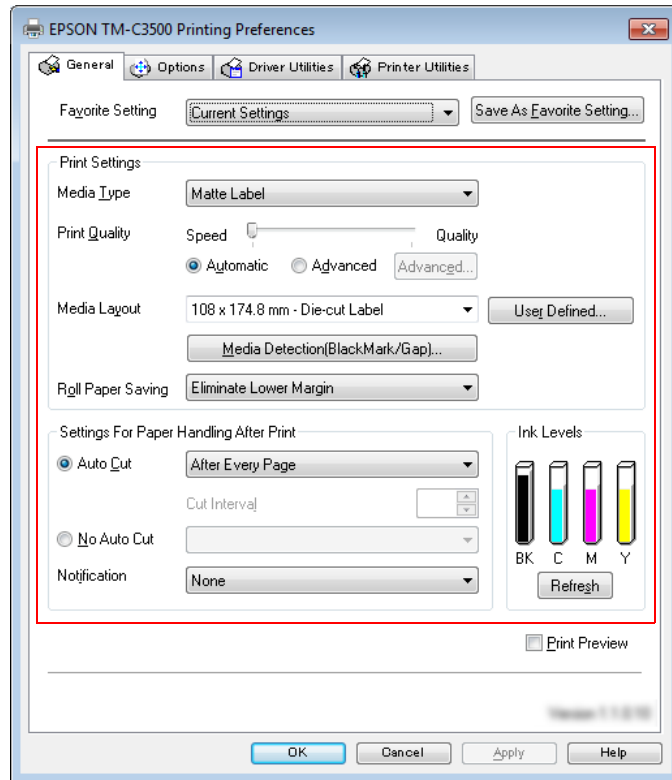 EPSON TM-C3500 Printing Preferences
General Options Driver Utilities Printer Utilities
Favorite Setting Current Settings Save As Favorite Setting...
Print Settings
Media Type Matte Label
Print Quality Speed Quality
Automatic Advanced Advanced...
Media Layout 108 x 174.8 mm - Die-cut Label User Defined...
Media Detection(BlackMark/Gap)...
Roll Paper Saving Eliminate Lower Margin
Settings For Paper Handling After Print
Auto Cut After Every Page
Cut Interval
No Auto Cut
Notification None
Ink Levels
BK C M Y
Refresh
Print Preview
OK Cancel Apply Help